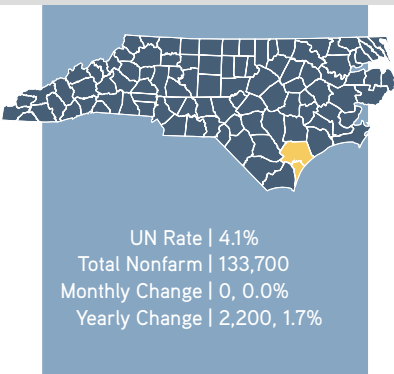 UN Rate | 4.1%
Total Nonfarm | 133,700
Monthly Change | 0, 0.0%
Yearly Change | 2,200, 1.7%